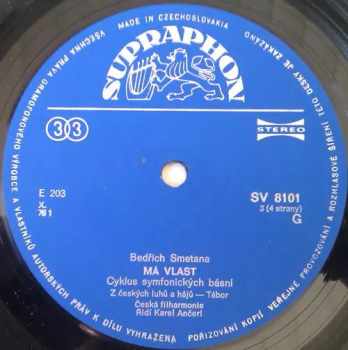 MADE IN CZECHOSLOVAKIA
SUPRAPHON
33
STEREO
E 203
SV 8101
3 (4 strany)
G
Bedřich Smetana
MÁ VLAST
Cyklus symfonických básní
Z českých luhů a hájů — Tábor
Česká filharmonie
Řídí Karel Ančerl
VŠECHNA PRÁVA GRAMOFONOVÉHO VÝROBCE A VLASTNÍKŮ AUTORSKÝCH PRÁV K DÍLU VYHRAŽENA POŘIZOVÁNÍ KOPIÍ VEŘEJNÉ PROVOZOVÁNÍ A ROZHLASOVÉ ŠÍŘENÍ TÉTO DESKY JE ZAKÁZÁNO